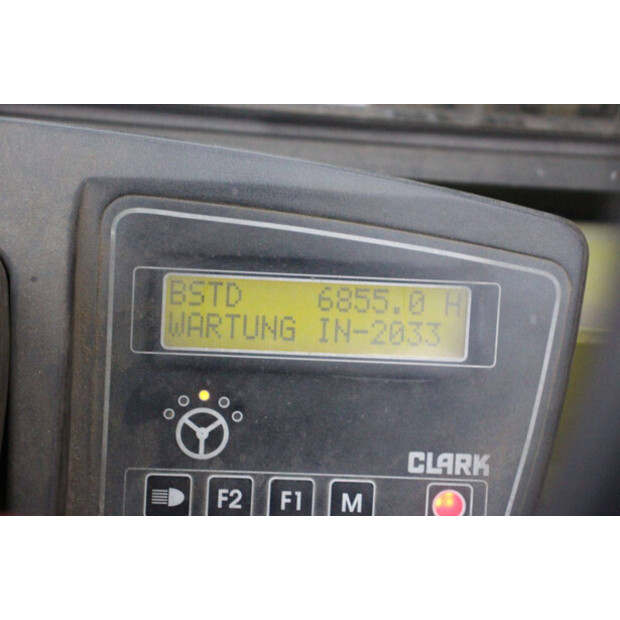 BSTD 6855.0 H
WARTUNG IN-2033
CLARK
F2 F1 M